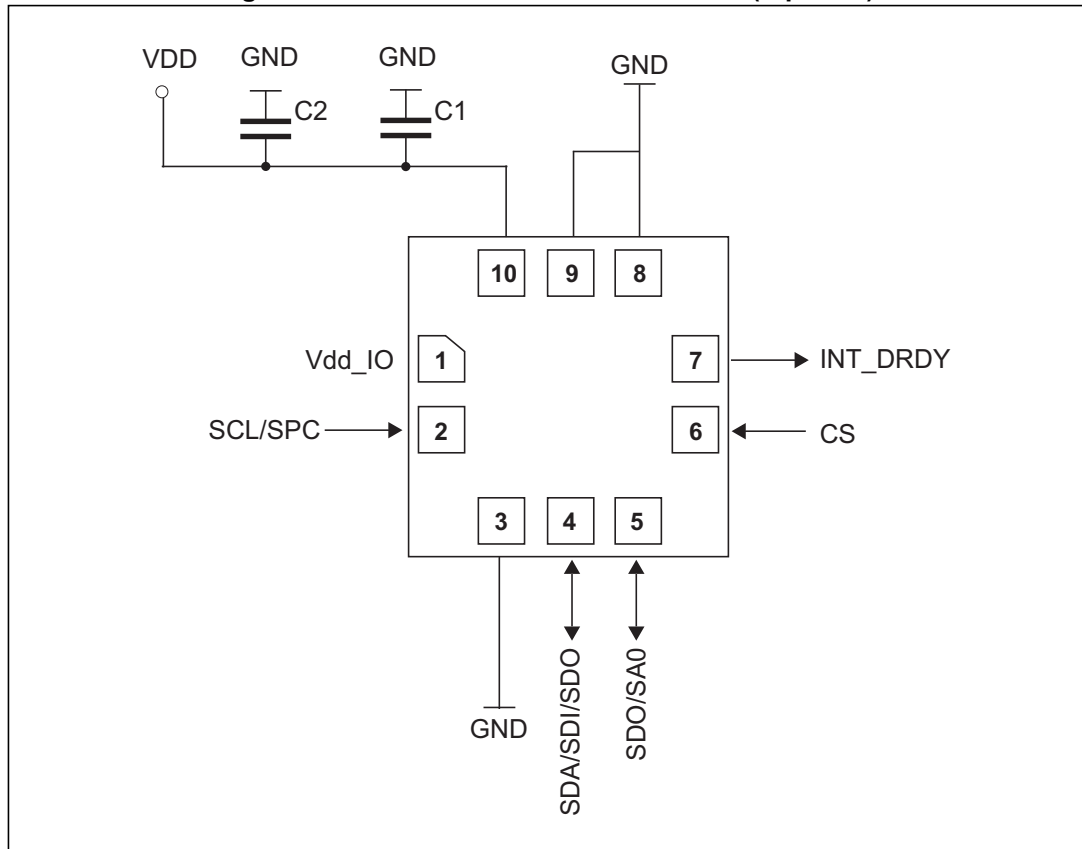 VDD GND GND GND
C2 C1
10 9 8
Vdd_IO 1 7 INT_DRDY
SCL/SPC 2 6 CS
3 4 5
GND
SDA/SDI/SDO
SDO/SA0